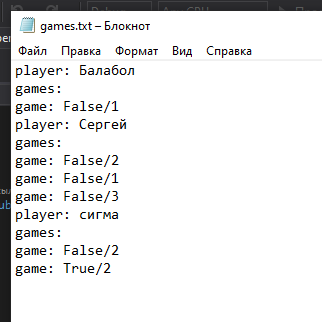 games.txt – Блокнот
Файл Правка Формат Вид Справка
player: Балабол
games:
game: False/1
player: Сергей
games:
game: False/2
game: False/1
game: False/3
player: сигма
games:
game: False/2
game: True/2